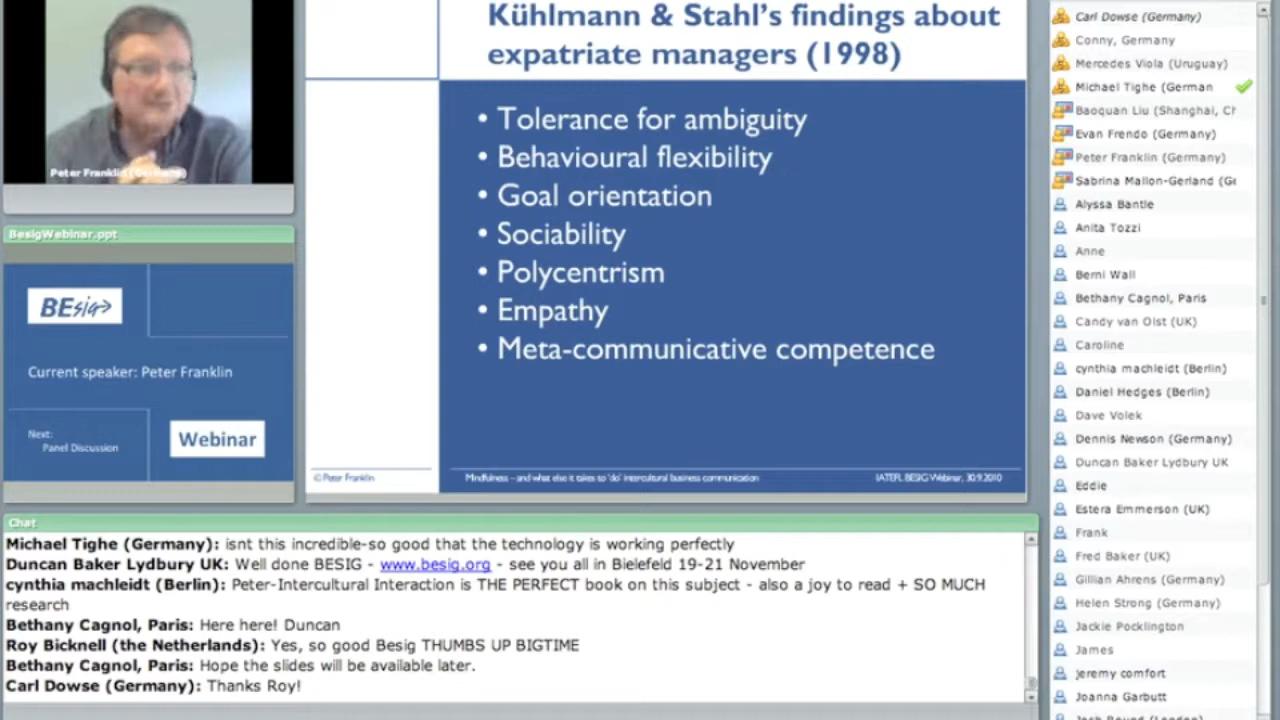 Peter Franklin (Germany)
BesigWebinar.ppt
BEsig
Current speaker: Peter Franklin
Next:
Panel Discussion
Webinar
Kühlmann & Stahl's findings about
expatriate managers (1998)
• Tolerance for ambiguity
• Behavioural flexibility
• Goal orientation
• Sociability
• Polycentrism
• Empathy
• Meta-communicative competence
© Peter Franklin
Mindfulness – and what else it takes to 'do' intercultural business communication
IATEFL BESIG Webinar, 30.9.2010
Chat
Michael Tighe (Germany): isnt this incredible-so good that the technology is working perfectly
Duncan Baker Lydbury UK: Well done BESIG - www.besig.org - see you all in Bielefeld 19-21 November
cynthia machleidt (Berlin): Peter-Intercultural Interaction is THE PERFECT book on this subject - also a joy to read + SO MUCH
research
Bethany Cagnol, Paris: Here here! Duncan
Roy Bicknell (the Netherlands): Yes, so good Besig THUMBS UP BIGTIME
Bethany Cagnol, Paris: Hope the slides will be available later.
Carl Dowse (Germany): Thanks Roy!
Carl Dowse (Germany)
Conny, Germany
Mercedes Viola (Uruguay)
Michael Tighe (German
Baoquan Liu (Shanghai, Ch
Evan Frendo (Germany)
Peter Franklin (Germany)
Sabrina Mallon-Gerland (Ge
Alyssa Bantle
Anita Tozzi
Anne
Berni Wall
Bethany Cagnol, Paris
Candy van Olst (UK)
Caroline
cynthia machleidt (Berlin)
Daniel Hedges (Berlin)
Dave Volek
Dennis Newson (Germany)
Duncan Baker Lydbury UK
Eddie
Estera Emmerson (UK)
Frank
Fred Baker (UK)
Gillian Ahrens (Germany)
Helen Strong (Germany)
Jackie Pocklington
James
jeremy comfort
Joanna Garbutt